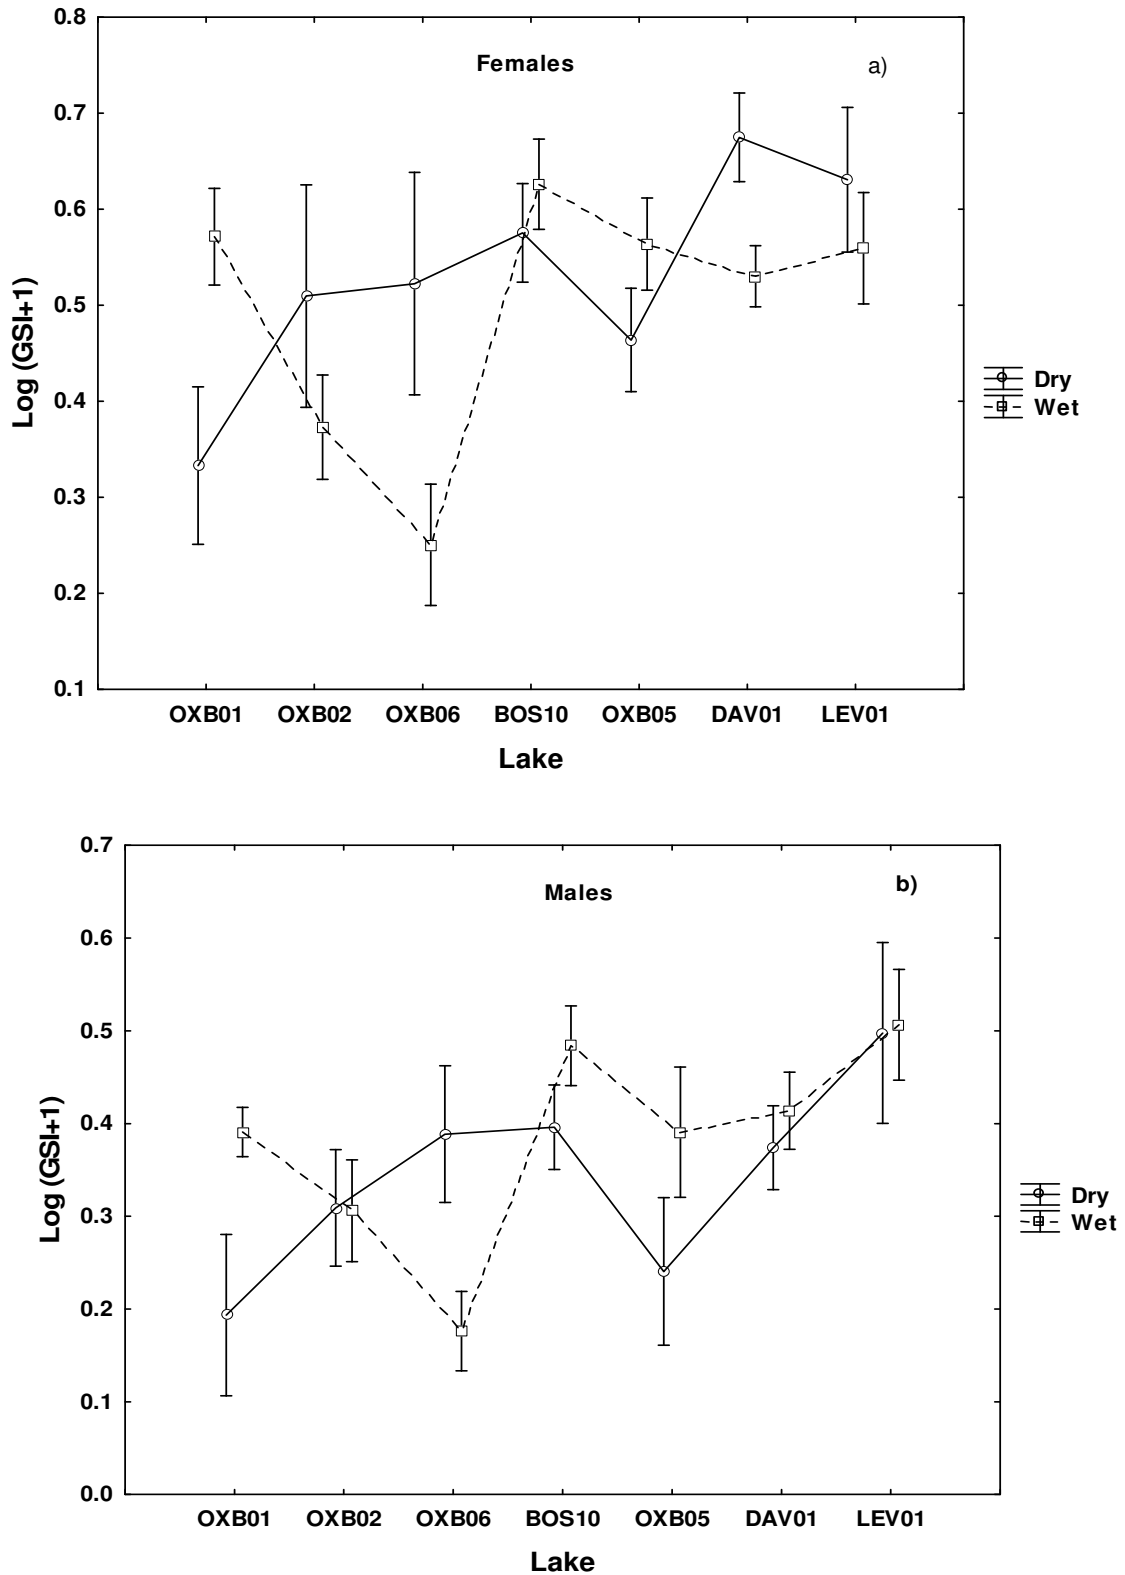 Females
a)
0.8
0.7
0.6
0.5
0.4
0.3
0.2
0.1
Log (GSI+1)
OXB01 OXB02 OXB06 BOS10 OXB05 DAV01 LEV01
Lake
Dry
Wet
Males
b)
0.7
0.6
0.5
0.4
0.3
0.2
0.1
0.0
Log (GSI+1)
OXB01 OXB02 OXB06 BOS10 OXB05 DAV01 LEV01
Lake
Dry
Wet